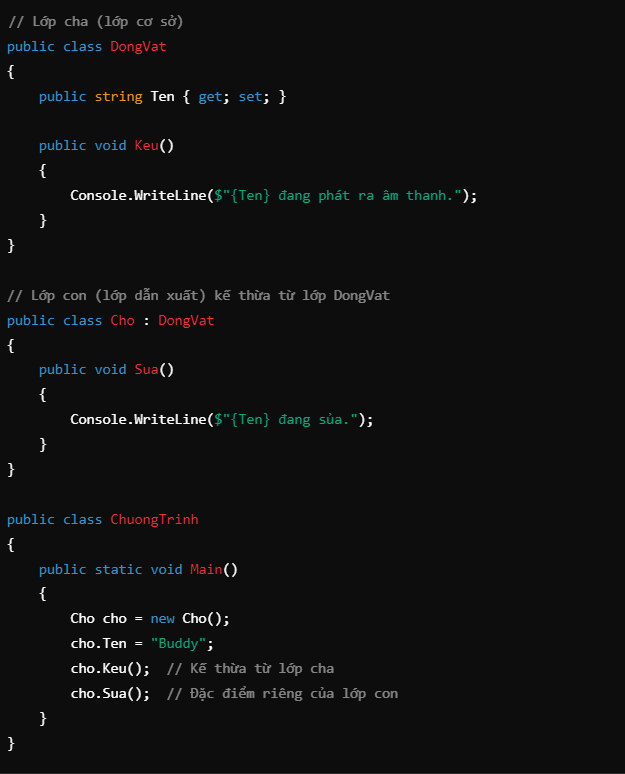 // Lớp cha (lớp cơ sở)
public class DongVat
{
    public string Ten { get; set; }

    public void Keu()
    {
        Console.WriteLine($"{Ten} đang phát ra âm thanh.");
    }
}

// Lớp con (lớp dẫn xuất) kế thừa từ lớp DongVat
public class Cho : DongVat
{
    public void Sua()
    {
        Console.WriteLine($"{Ten} đang sủa.");
    }
}

public class ChuongTrinh
{
    public static void Main()
    {
        Cho cho = new Cho();
        cho.Ten = "Buddy";
        cho.Keu();  // Kế thừa từ lớp cha
        cho.Sua();  // Đặc điểm riêng của lớp con
    }
}